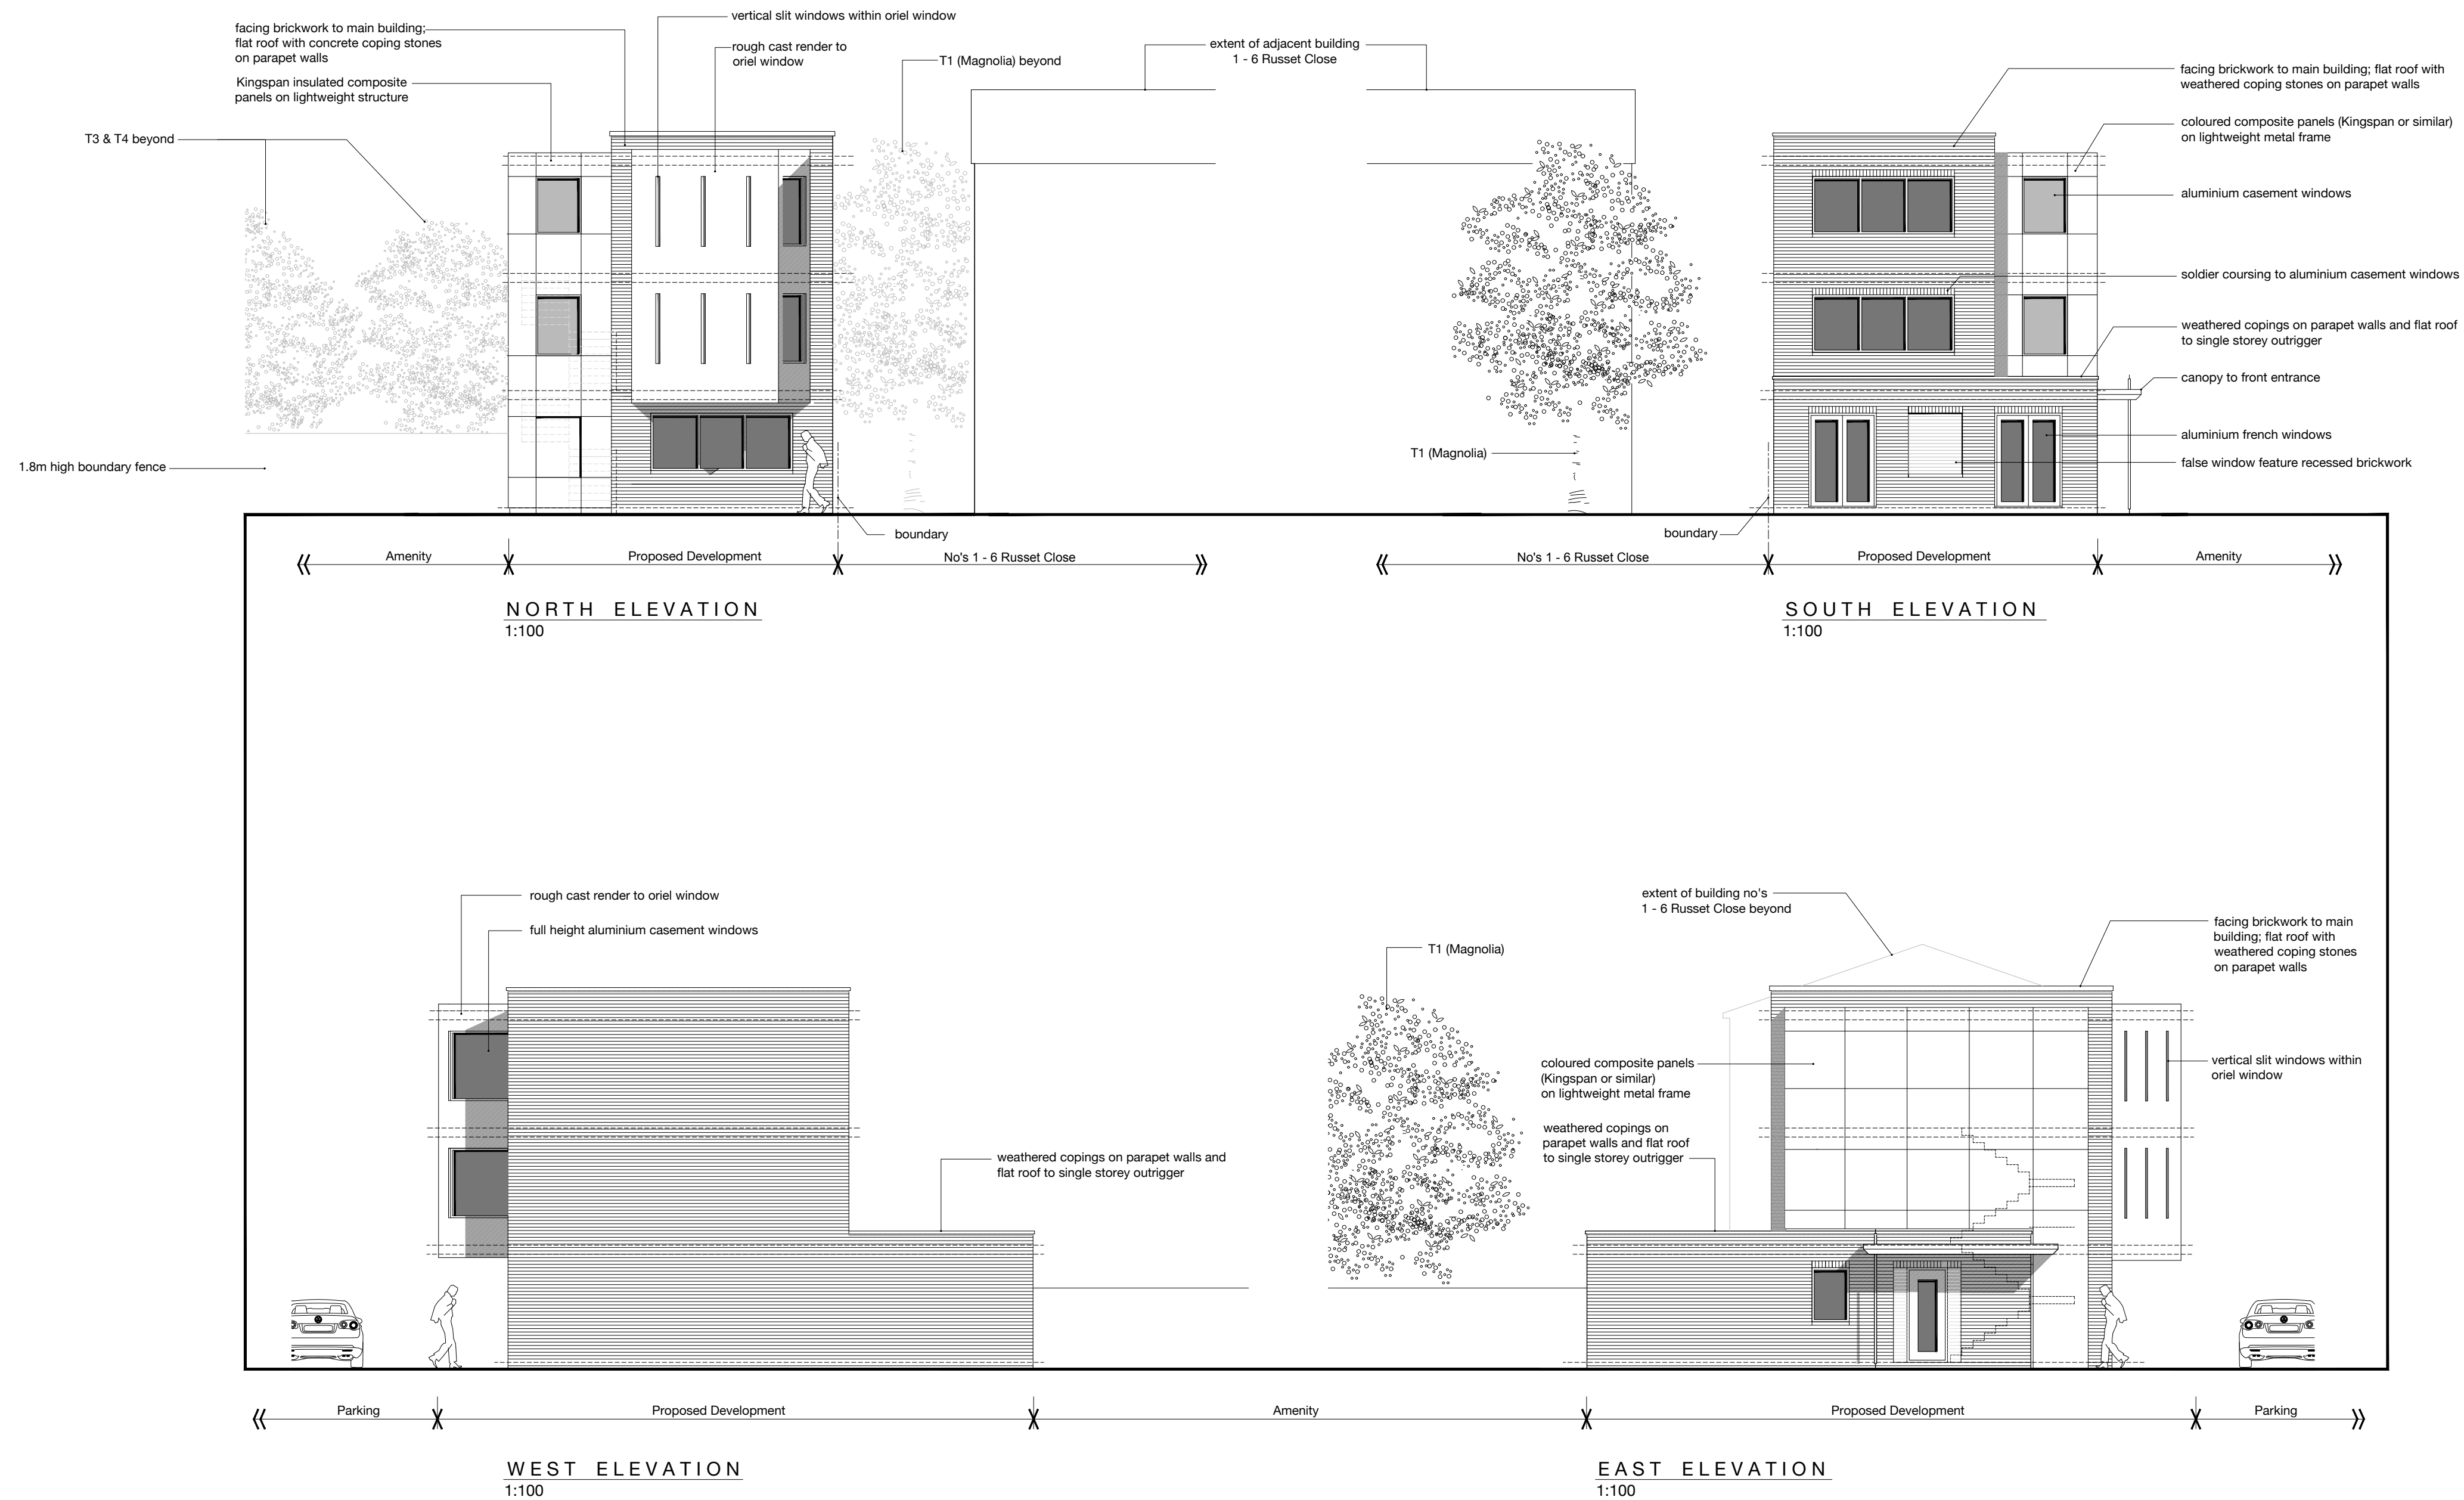 facing brickwork to main building;
flat roof with concrete coping stones
on parapet walls
Kingspan insulated composite
panels on lightweight structure
T3 & T4 beyond
1.8m high boundary fence
vertical slit windows within oriel window
rough cast render to
oriel window
T1 (Magnolia) beyond
extent of adjacent building
1 - 6 Russet Close
boundary
Amenity
Proposed Development
No's 1 - 6 Russet Close
NORTH ELEVATION
1:100
facing brickwork to main building; flat roof with
weathered coping stones on parapet walls
coloured composite panels (Kingspan or similar)
on lightweight metal frame
aluminium casement windows
soldier coursing to aluminium casement windows
weathered copings on parapet walls and flat roof
to single storey outrigger
canopy to front entrance
aluminium french windows
false window feature recessed brickwork
T1 (Magnolia)
boundary
No's 1 - 6 Russet Close
Proposed Development
Amenity
SOUTH ELEVATION
1:100
rough cast render to oriel window
full height aluminium casement windows
weathered copings on parapet walls and
flat roof to single storey outrigger
Parking
Proposed Development
Amenity
WEST ELEVATION
1:100
extent of building no's
1 - 6 Russet Close beyond
T1 (Magnolia)
facing brickwork to main
building; flat roof with
weathered coping stones
on parapet walls
coloured composite panels
(Kingspan or similar)
on lightweight metal frame
vertical slit windows within
oriel window
weathered copings on
parapet walls and flat roof
to single storey outrigger
Proposed Development
Parking
EAST ELEVATION
1:100